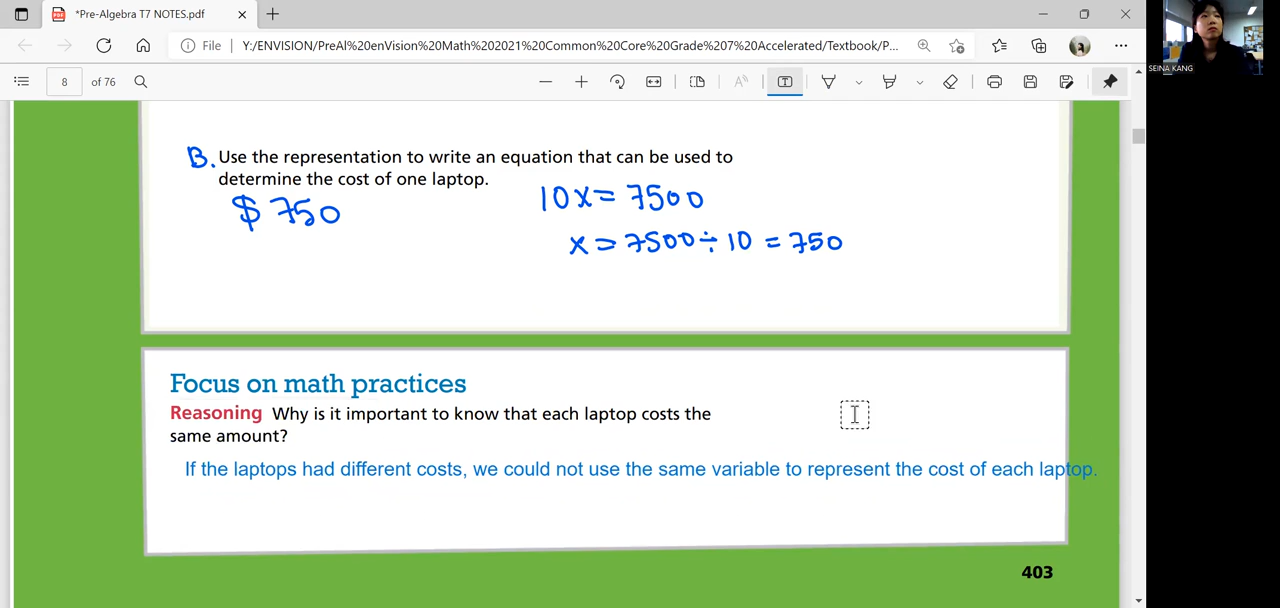 *Pre-Algebra T7 NOTES.pdf
File Y:/ENVISION/PreAl%20enVision%20Math%202021%20Common%20Core%20Grade%207%20Accelerated/Textbook/P...
8 of 76
SEINA KANG
B. Use the representation to write an equation that can be used to
determine the cost of one laptop.
$750
10x = 7500
x = 7500 ÷ 10 = 750
Focus on math practices
Reasoning Why is it important to know that each laptop costs the
same amount?
If the laptops had different costs, we could not use the same variable to represent the cost of each laptop.
403